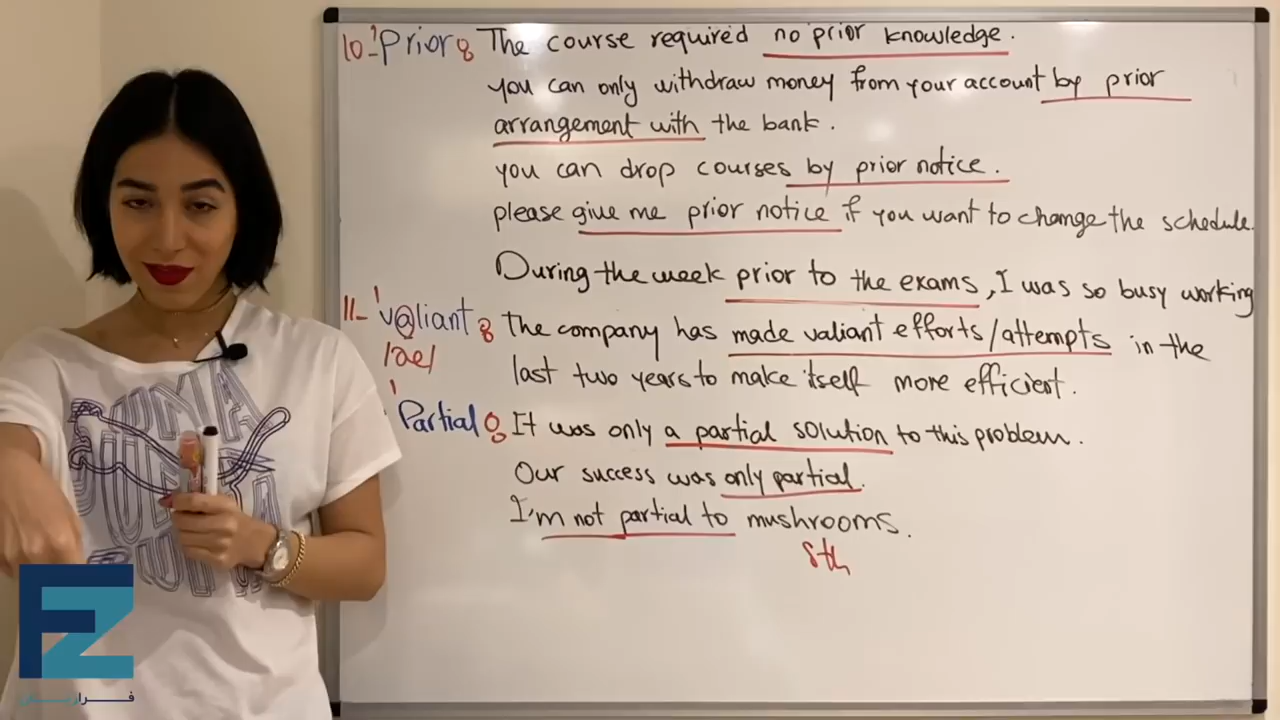 10- 'Prior: The course required no prior knowledge.
you can only withdraw money from your account by prior
arrangement with the bank.
you can drop courses by prior notice.
please give me prior notice if you want to change the schedule.
During the week prior to the exams, I was so busy working
11- 'valiant: The company has made valiant efforts/attempts in the
/æ/ last two years to make itself more efficient.
'Partial: It was only a partial solution to this problem.
Our success was only partial.
I'm not partial to mushrooms.
sth
FZ